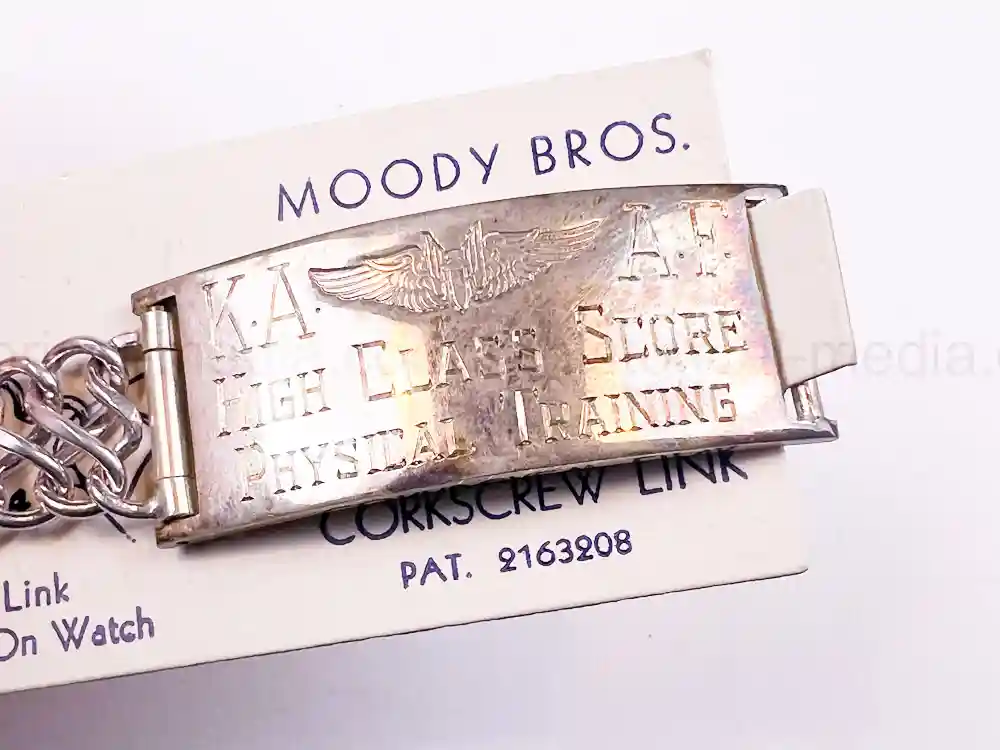 MOODY BROS.
K.A. A.F.
HIGH CLASS SCORE
PHYSICAL TRAINING
CORKSCREW LINK
PAT. 2163208
Link
On Watch